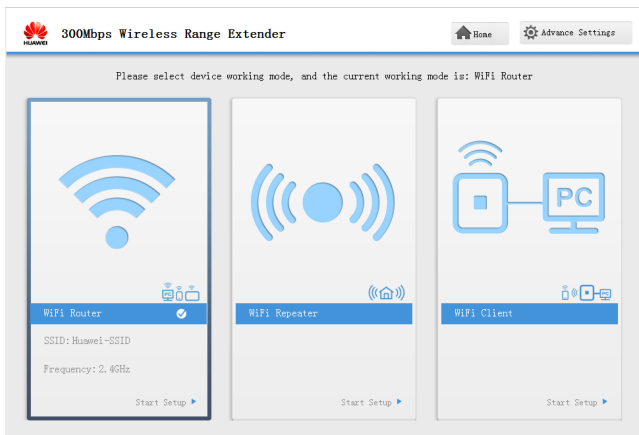 HUAWEI
300Mbps Wireless Range Extender
Home
Advance Settings
Please select device working mode, and the current working mode is: WiFi Router
PC
PC
PC
WiFi Router
WiFi Repeater
WiFi Client
SSID:Huawei-SSID
Frequency:2.4GHz
Start Setup
Start Setup
Start Setup